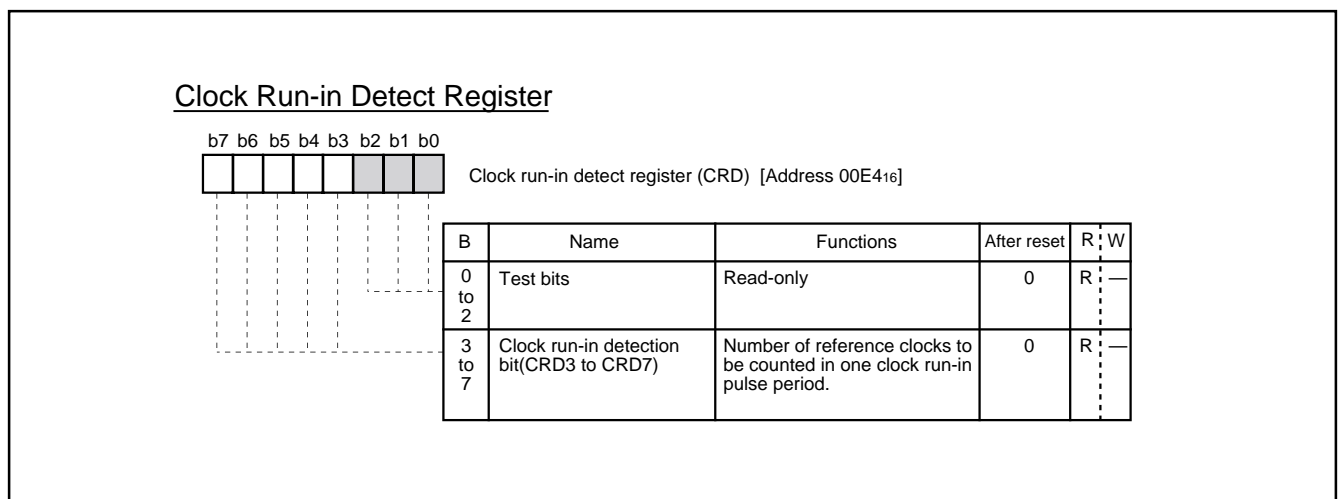 Clock Run-in Detect Register
b7 b6 b5 b4 b3 b2 b1 b0
Clock run-in detect register (CRD) [Address 00E416]
B Name Functions After reset R W
0 to 2 Test bits Read-only 0 R —
3 to 7 Clock run-in detection bit(CRD3 to CRD7) Number of reference clocks to be counted in one clock run-in pulse period. 0 R —